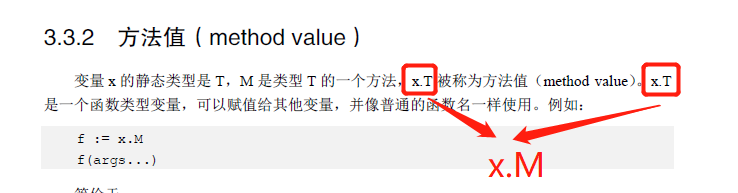 3.3.2 方法值（method value）
变量 x 的静态类型是 T，M 是类型 T 的一个方法，x.T 被称为方法值（method value）。x.T
是一个函数类型变量，可以赋值给其他变量，并像普通的函数名一样使用。例如：
f := x.M
f(args...)
x.M